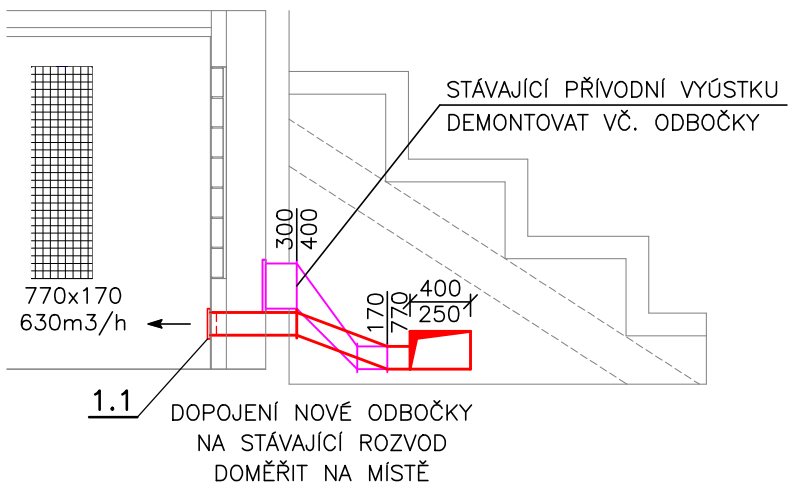 STÁVAJÍCÍ PŘÍVODNÍ VYÚSTKU
DEMONTOVAT VČ. ODBOČKY
300
400
770x170
630m3/h
170
770
400
250
1.1
DOPOJENÍ NOVÉ ODBOČKY
NA STÁVAJÍCÍ ROZVOD
DOMĚŘIT NA MÍSTĚ